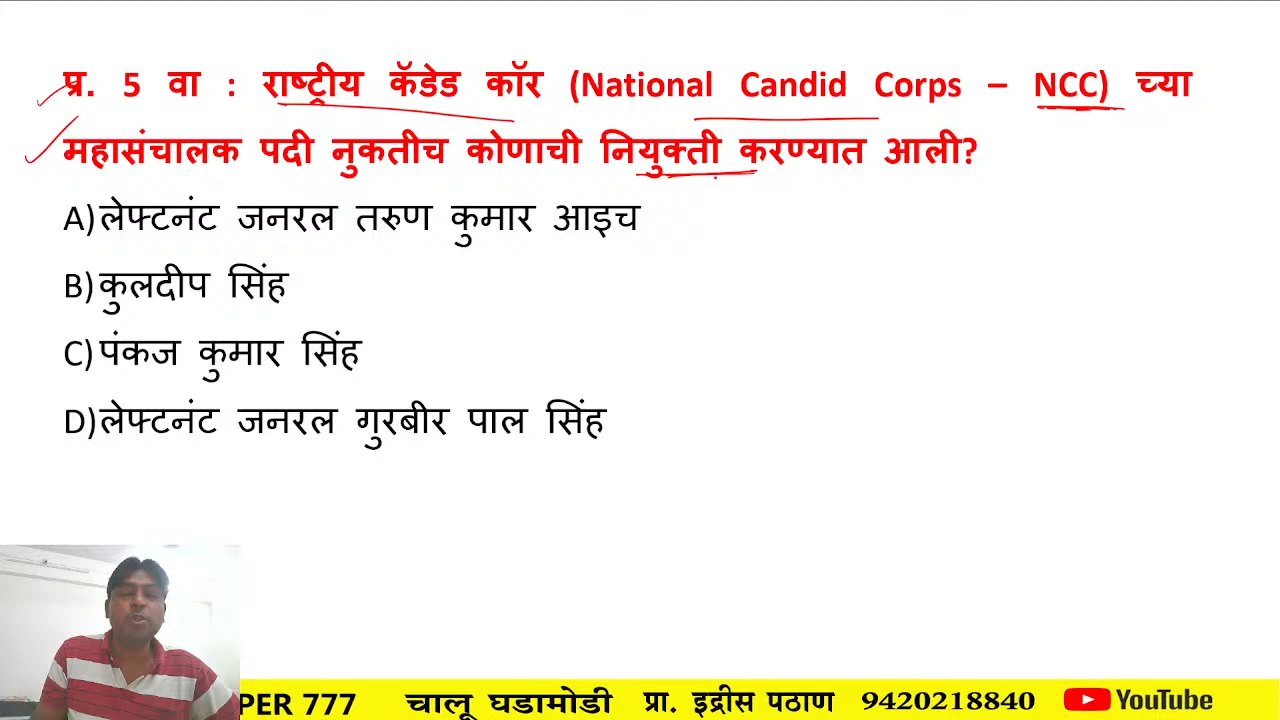 प्र. 5 वा : राष्ट्रीय कॅडेड कॉर (National Candid Corps – NCC) च्या
महासंचालक पदी नुकतीच कोणाची नियुक्ती करण्यात आली?
A)लेफ्टनंट जनरल तरुण कुमार आइच
B)कुलदीप सिंह
C)पंकज कुमार सिंह
D)लेफ्टनंट जनरल गुरबीर पाल सिंह
PER 777 चालू घडामोडी प्रा. इद्रीस पठाण 9420218840 YouTube